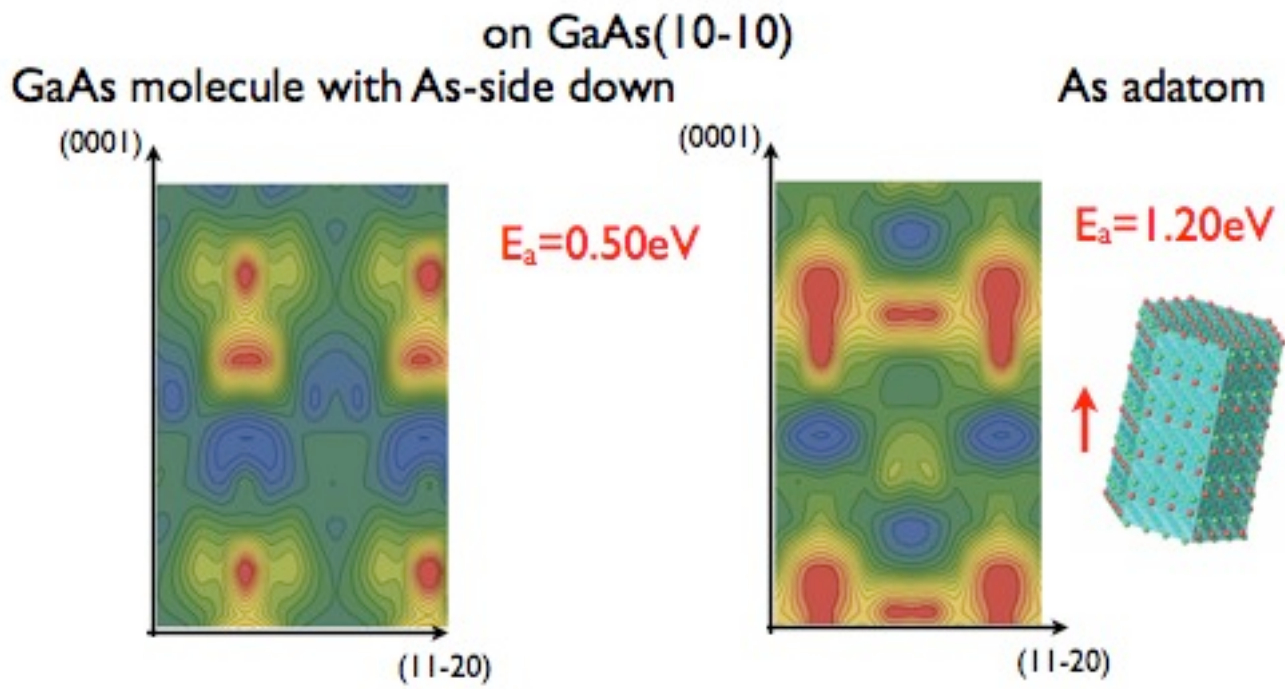 on GaAs(10-10)
GaAs molecule with As-side down
As adatom
(0001)
(0001)
Eₐ=0.50eV
Eₐ=1.20eV
(11-20)
(11-20)